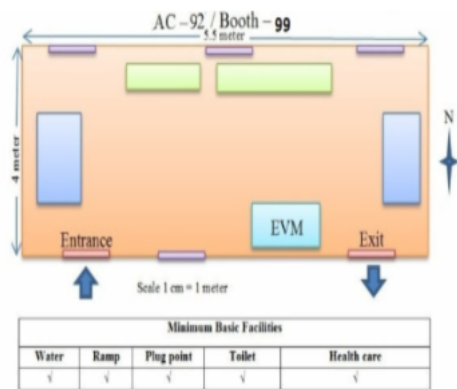 AC – 92 / Booth – 99
5.5 meter
4 meter
N
EVM
Entrance
Exit
Scale 1 cm = 1 meter
Minimum Basic Facilities
Water Ramp Plug point Toilet Health care
√ √ √ √ √